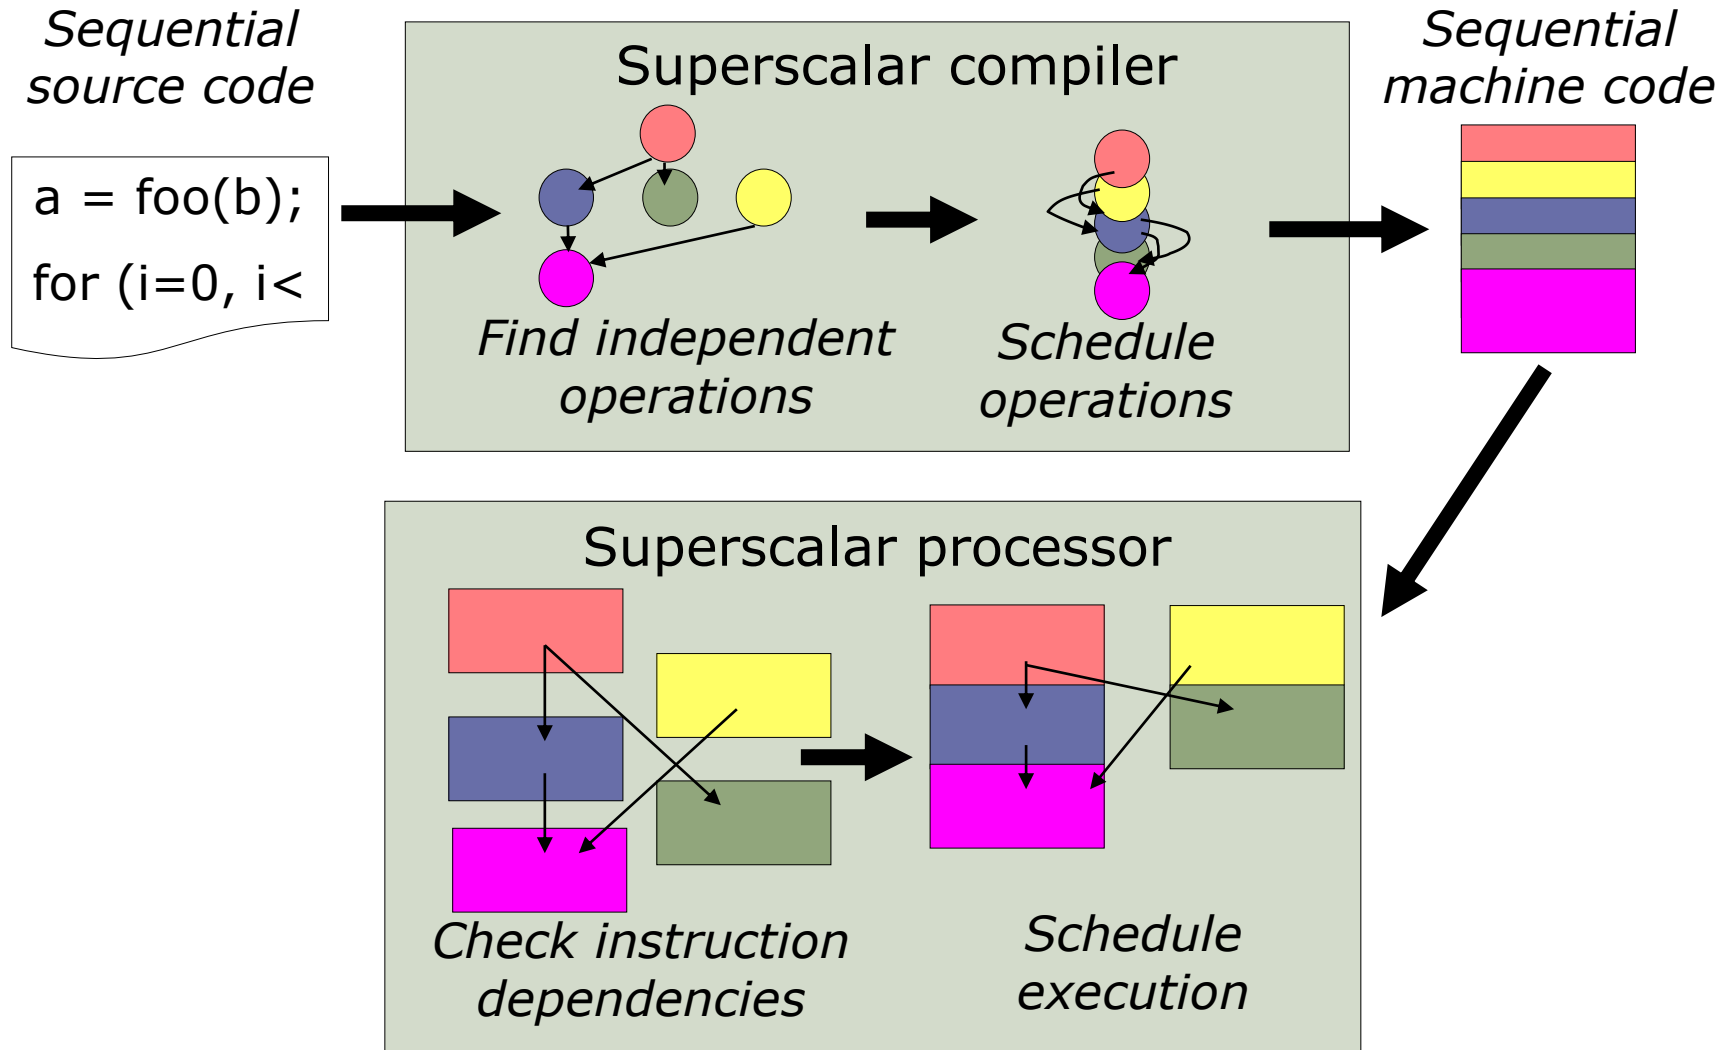 Sequential
source code
a = foo(b);
for (i=0, i<
Superscalar compiler
Find independent
operations
Schedule
operations
Sequential
machine code
Superscalar processor
Check instruction
dependencies
Schedule
execution